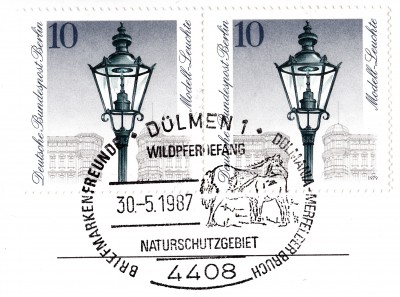 10
Deutsche Bundespost Berlin
Modell-Leuchte
10
Deutsche Bundespost Berlin
Modell-Leuchte
1979
DÜLMEN 1
WILDPFERDEFANG
BRIEFMARKENFREUNDE
DÜLMANIA-MERFELDER BRUCH
30.-5.1987
NATURSCHUTZGEBIET
4408